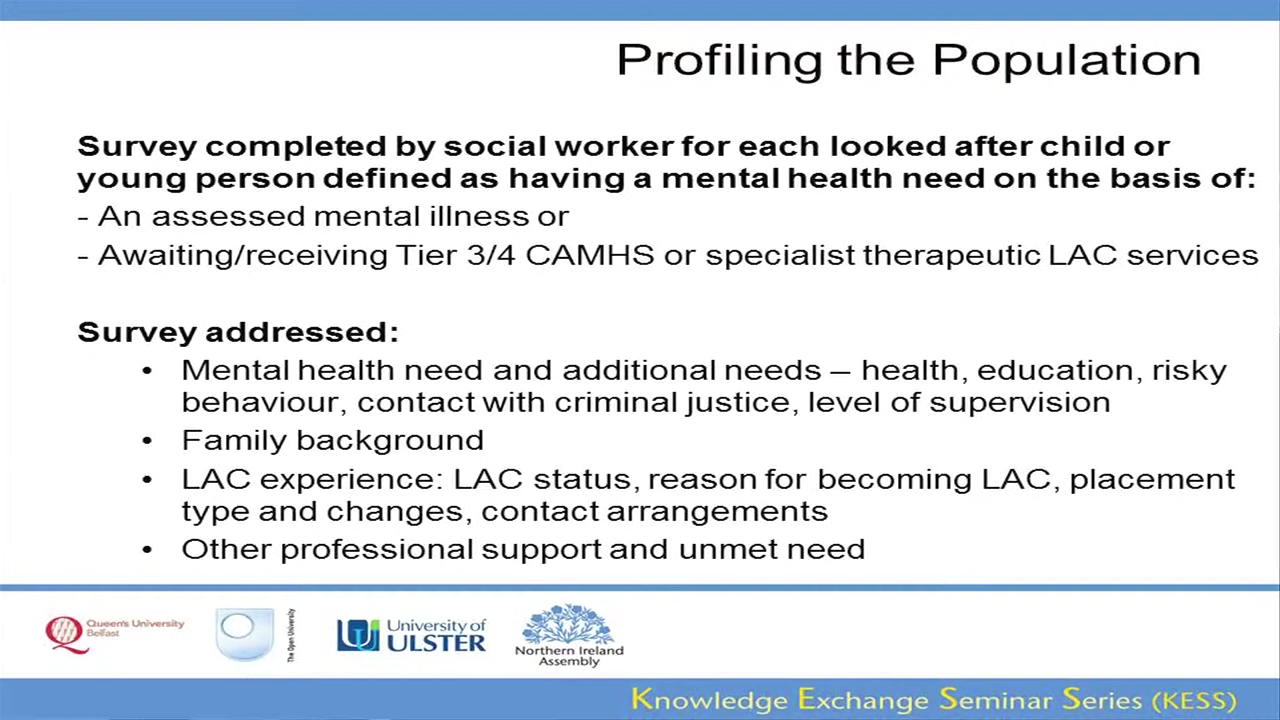 Profiling the Population
Survey completed by social worker for each looked after child or
young person defined as having a mental health need on the basis of:
- An assessed mental illness or
- Awaiting/receiving Tier 3/4 CAMHS or specialist therapeutic LAC services
Survey addressed:
• Mental health need and additional needs – health, education, risky
behaviour, contact with criminal justice, level of supervision
• Family background
• LAC experience: LAC status, reason for becoming LAC, placement
type and changes, contact arrangements
• Other professional support and unmet need
Queen's University
Belfast
The Open University
University of
ULSTER
Northern Ireland
Assembly
Knowledge Exchange Seminar Series (KESS)